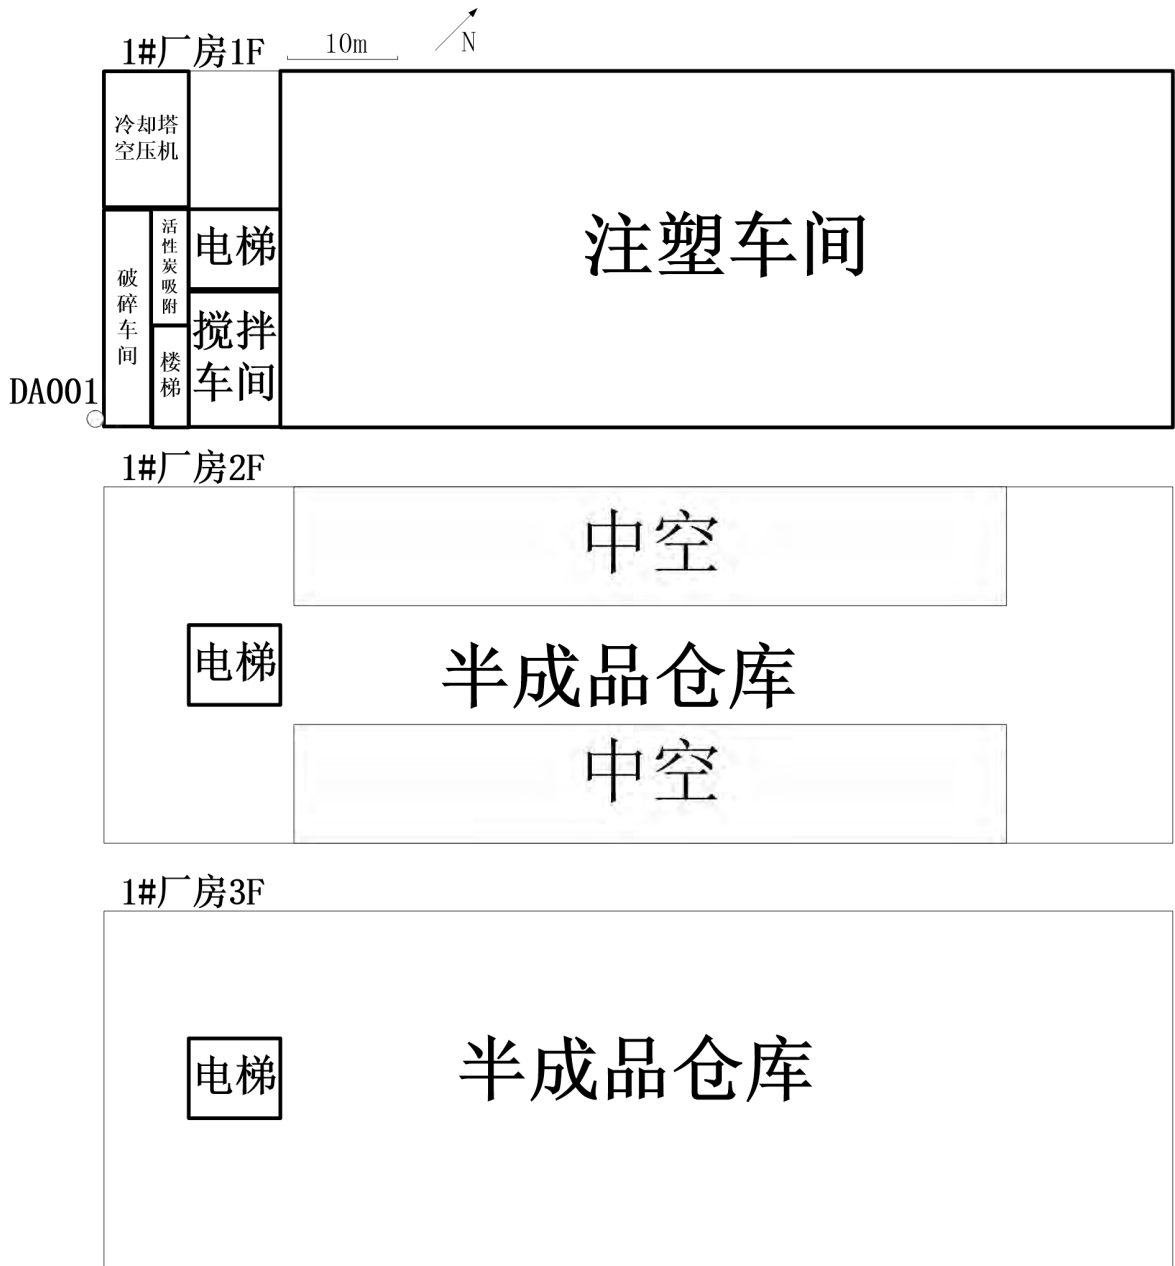 1#厂房1F
10m
N
冷却塔
空压机
注塑车间
活性炭吸附
电梯
破碎车间
搅拌
车间
楼梯
DA001
1#厂房2F
中空
电梯
半成品仓库
中空
1#厂房3F
电梯
半成品仓库